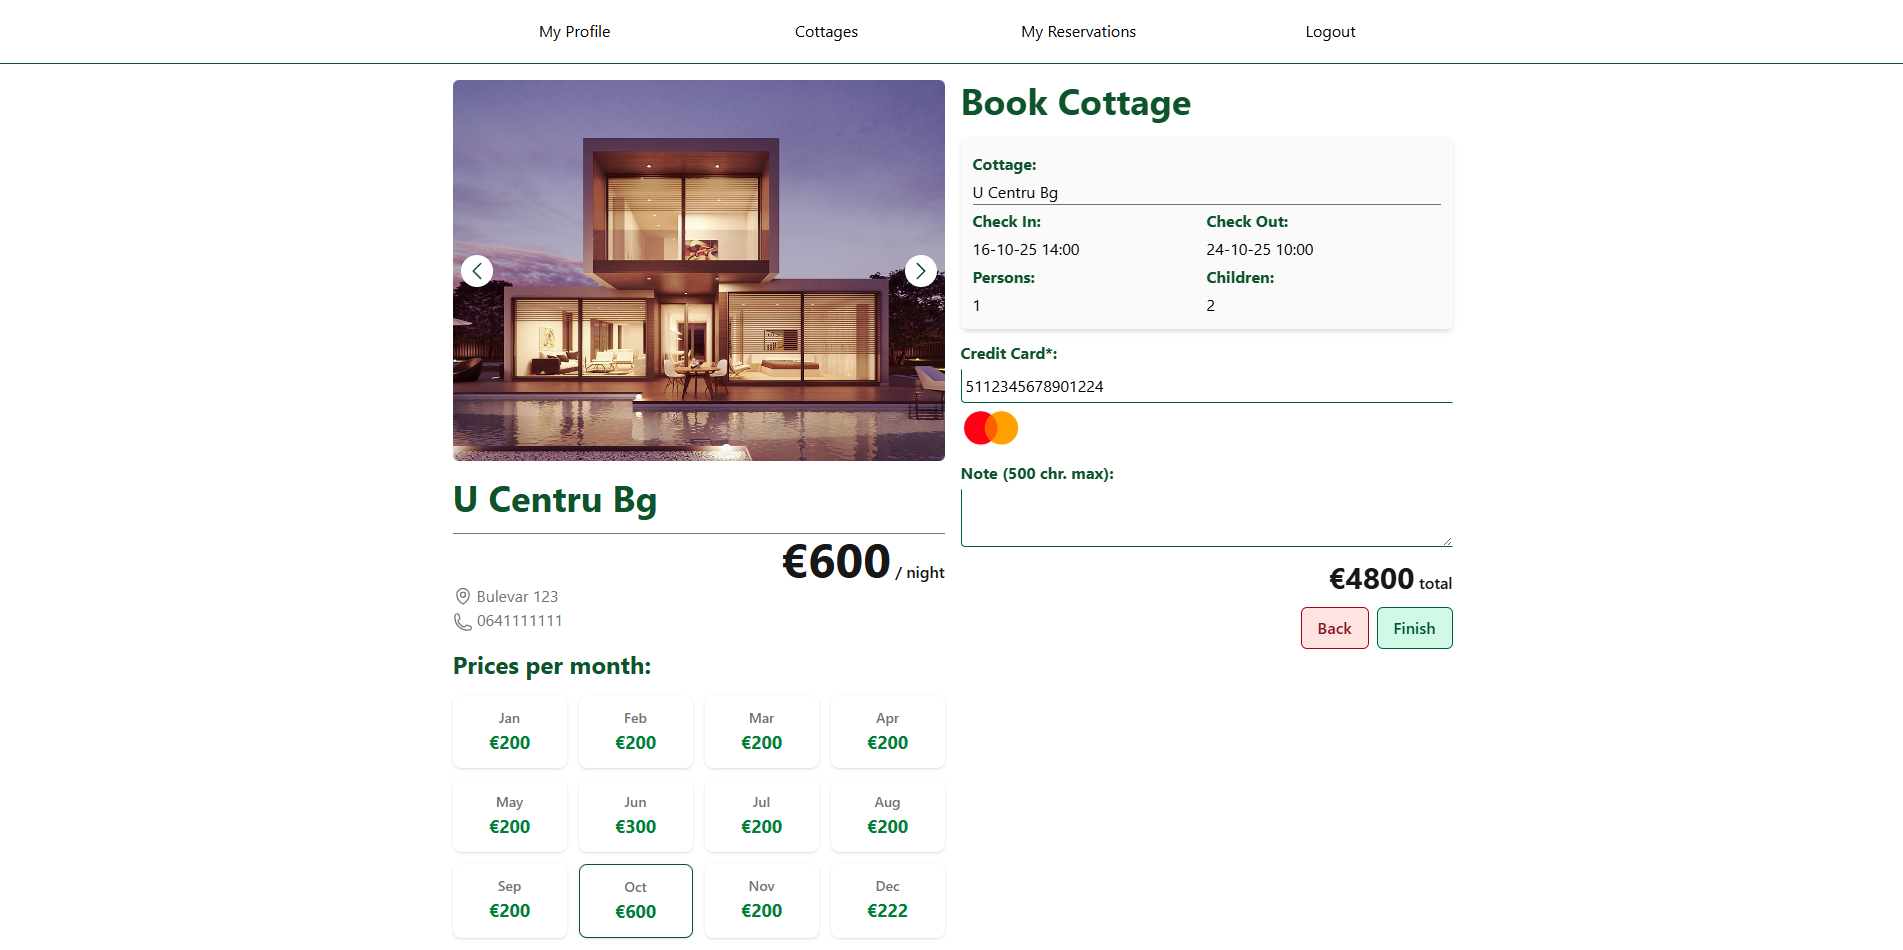 My Profile
Cottages
My Reservations
Logout
U Centru Bg
€600 / night
Bulevar 123
0641111111
Prices per month:
Jan
€200
Feb
€200
Mar
€200
Apr
€200
May
€200
Jun
€300
Jul
€200
Aug
€200
Sep
€200
Oct
€600
Nov
€200
Dec
€222
Book Cottage
Cottage:
U Centru Bg
Check In:
16-10-25 14:00
Check Out:
24-10-25 10:00
Persons:
1
Children:
2
Credit Card*:
5112345678901224
Note (500 chr. max):
€4800 total
Back
Finish